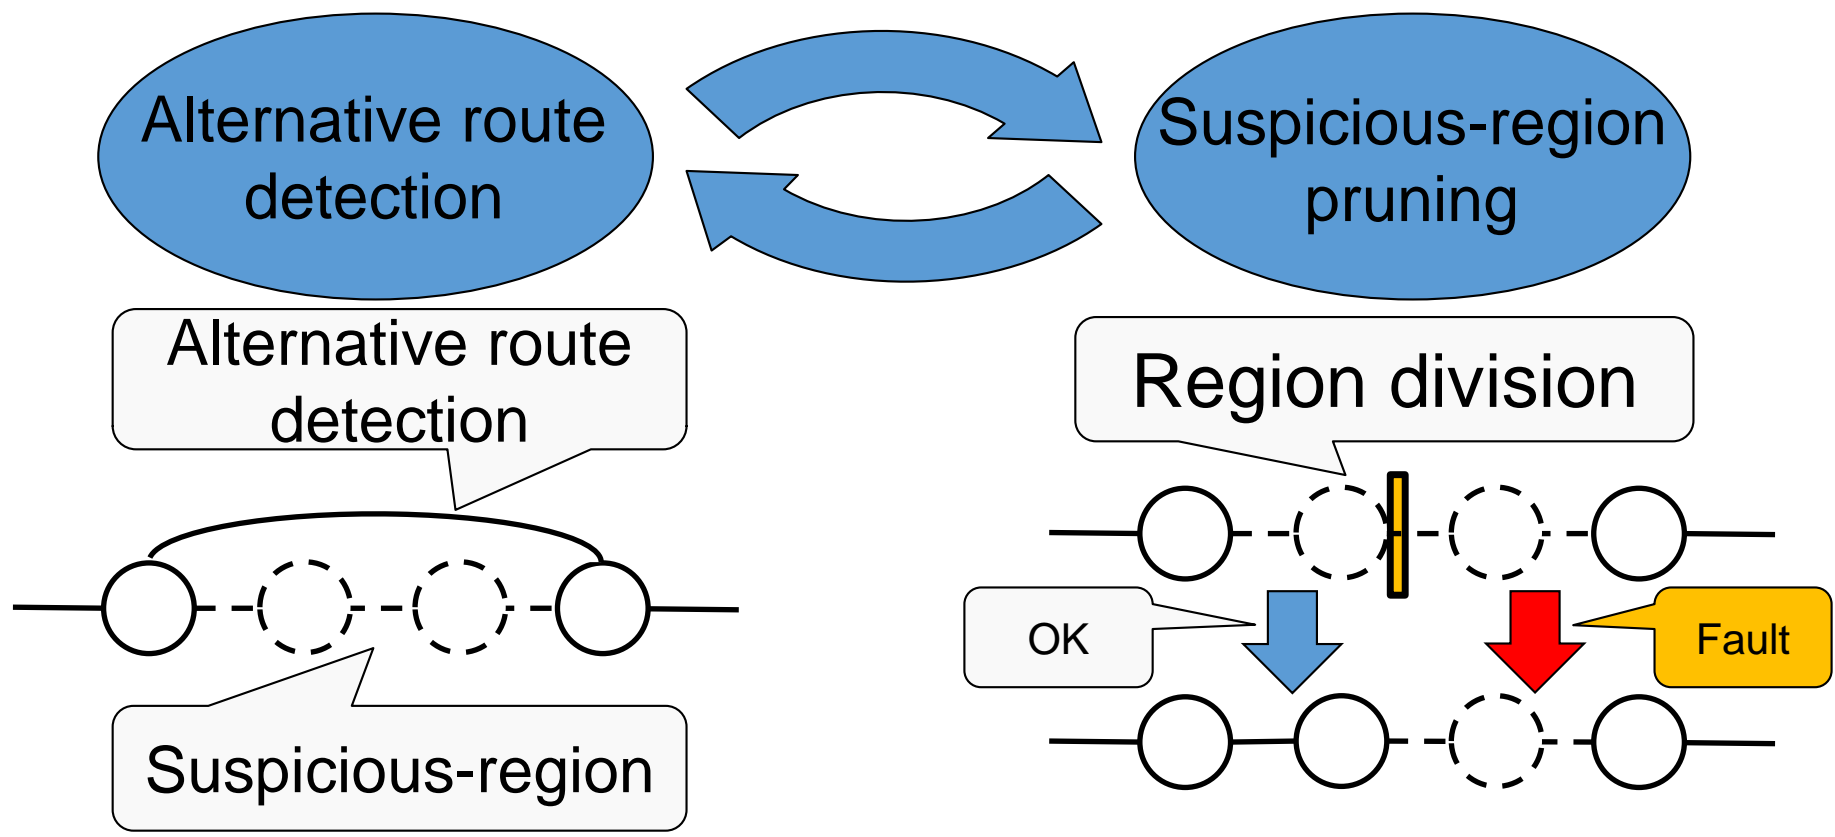 Alternative route
detection
Suspicious-region
pruning
Alternative route
detection
Region division
OK
Fault
Suspicious-region